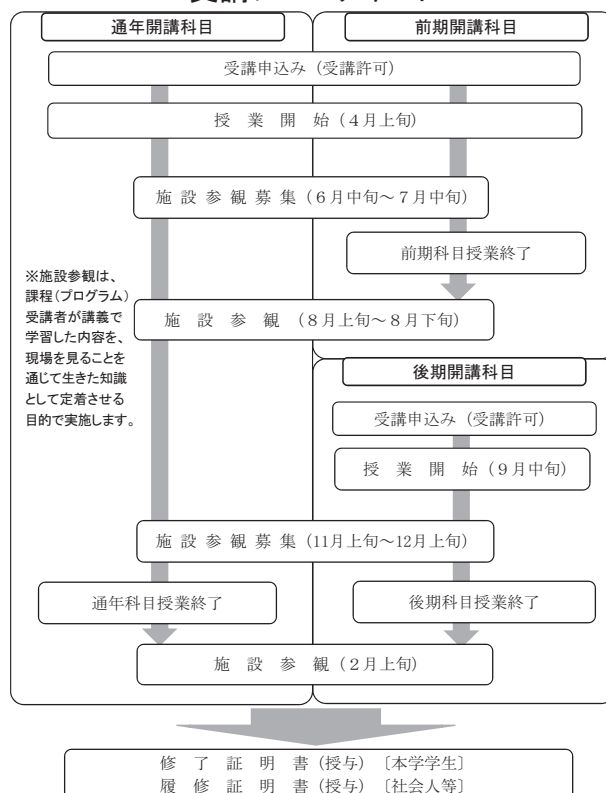 通年開講科目
前期開講科目
受講申込み（受講許可）
授　業　開　始（４月上旬）
施 設 参 観 募 集（６月中旬～７月中旬）
前期科目授業終了
※施設参観は、
課程（プログラム）
受講者が講義で
学習した内容を、
現場を見ることを
通じて生きた知識
として定着させる
目的で実施します。
施　設　参　観　（８月上旬～８月下旬）
後期開講科目
受講申込み（受講許可）
授　業　開　始（９月中旬）
施 設 参 観 募 集（11月上旬～12月上旬）
通年科目授業終了
後期科目授業終了
施　設　参　観（２月上旬）
修　了　証　明　書（授与）〔本学学生〕
履　修　証　明　書（授与）〔社会人等〕